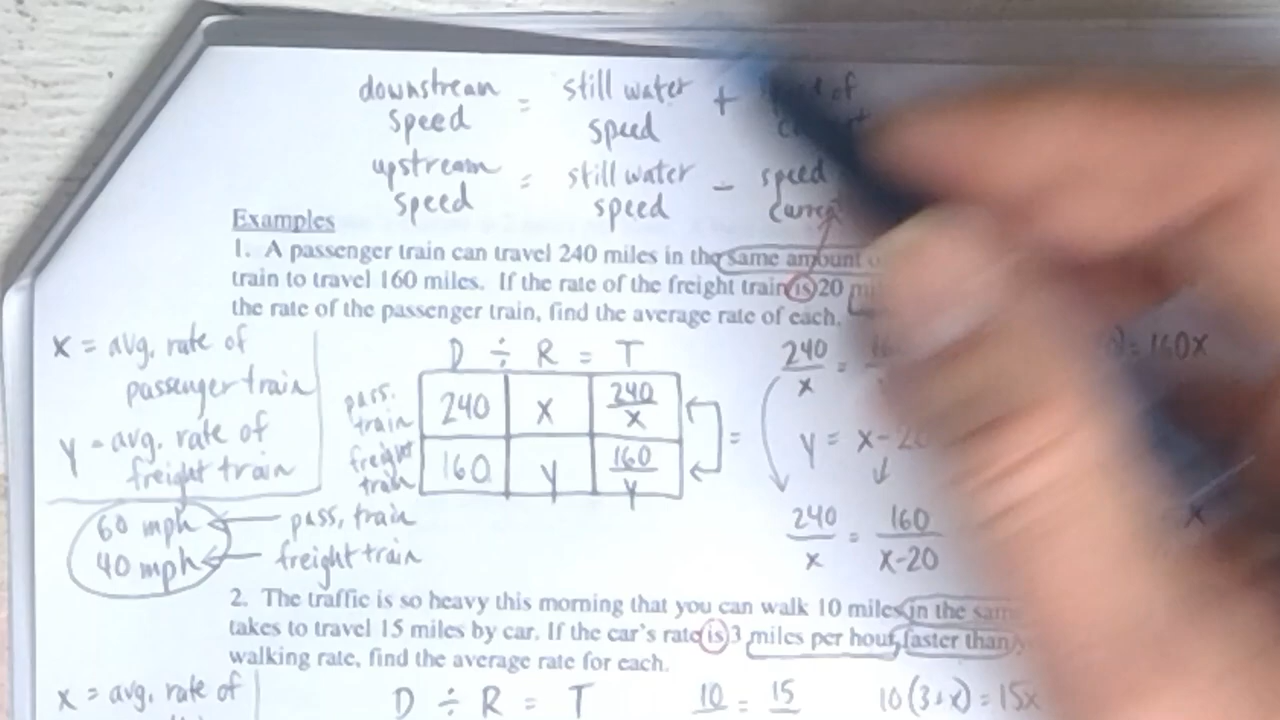 downstream speed = still water speed + of
upstream speed = still water speed − speed
Examples
1. A passenger train can travel 240 miles in the same amount
train to travel 160 miles. If the rate of the freight train is 20
the rate of the passenger train, find the average rate of each.
x = avg. rate of
passenger train
y = avg. rate of
freight train
60 mph ← pass. train
40 mph ← freight train
D ÷ R = T
pass. train 240 x 240/x
freight train 160 y 160/y
=
240/x =
= 160x
y = x-20
240/x = 160/x-20
x
2. The traffic is so heavy this morning that you can walk 10 miles in the same
takes to travel 15 miles by car. If the car's rate is 3 miles per hour faster than
walking rate, find the average rate for each.
x = avg. rate of
D ÷ R = T
10 = 15
10(3+x) = 15x